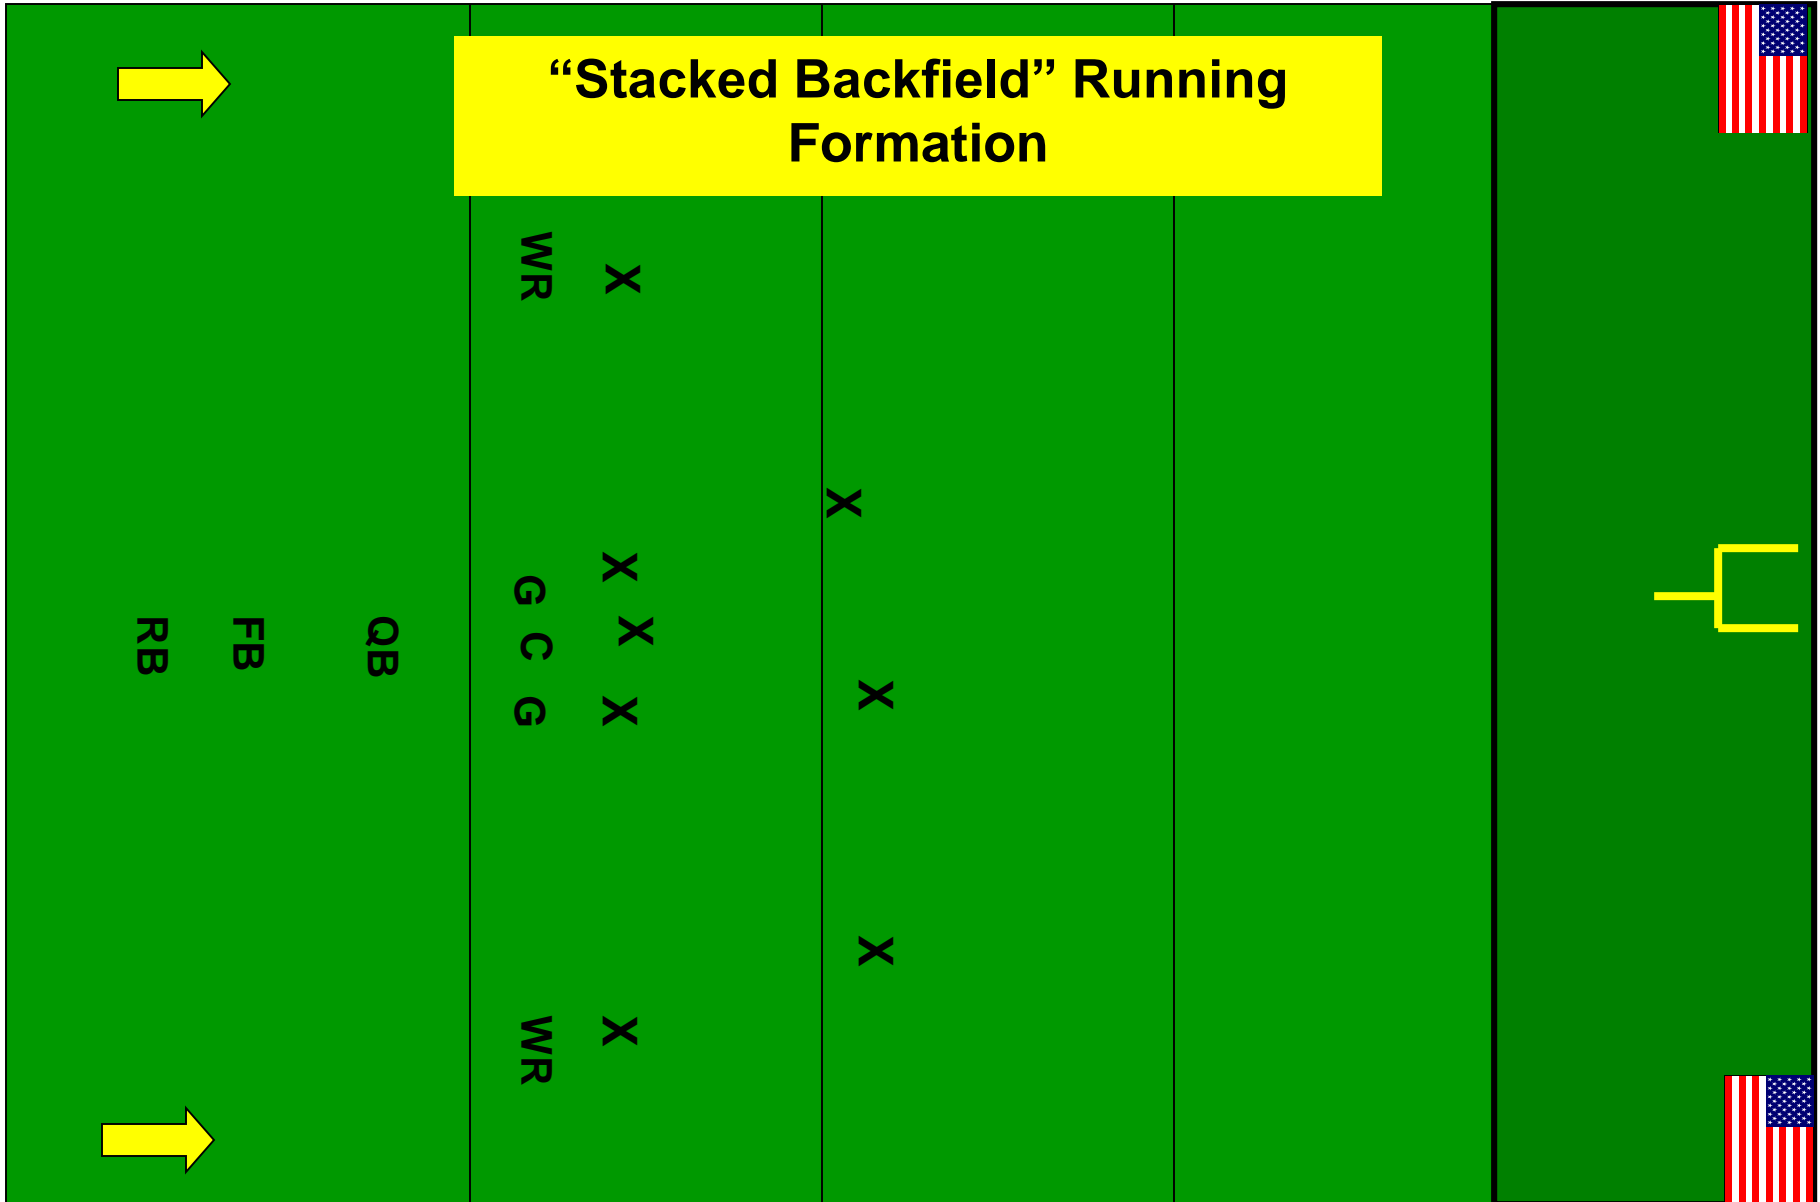 “Stacked Backfield” Running
Formation
WR
X
X
X
G
X
C
RB
FB
QB
X
G
X
X
WR
X